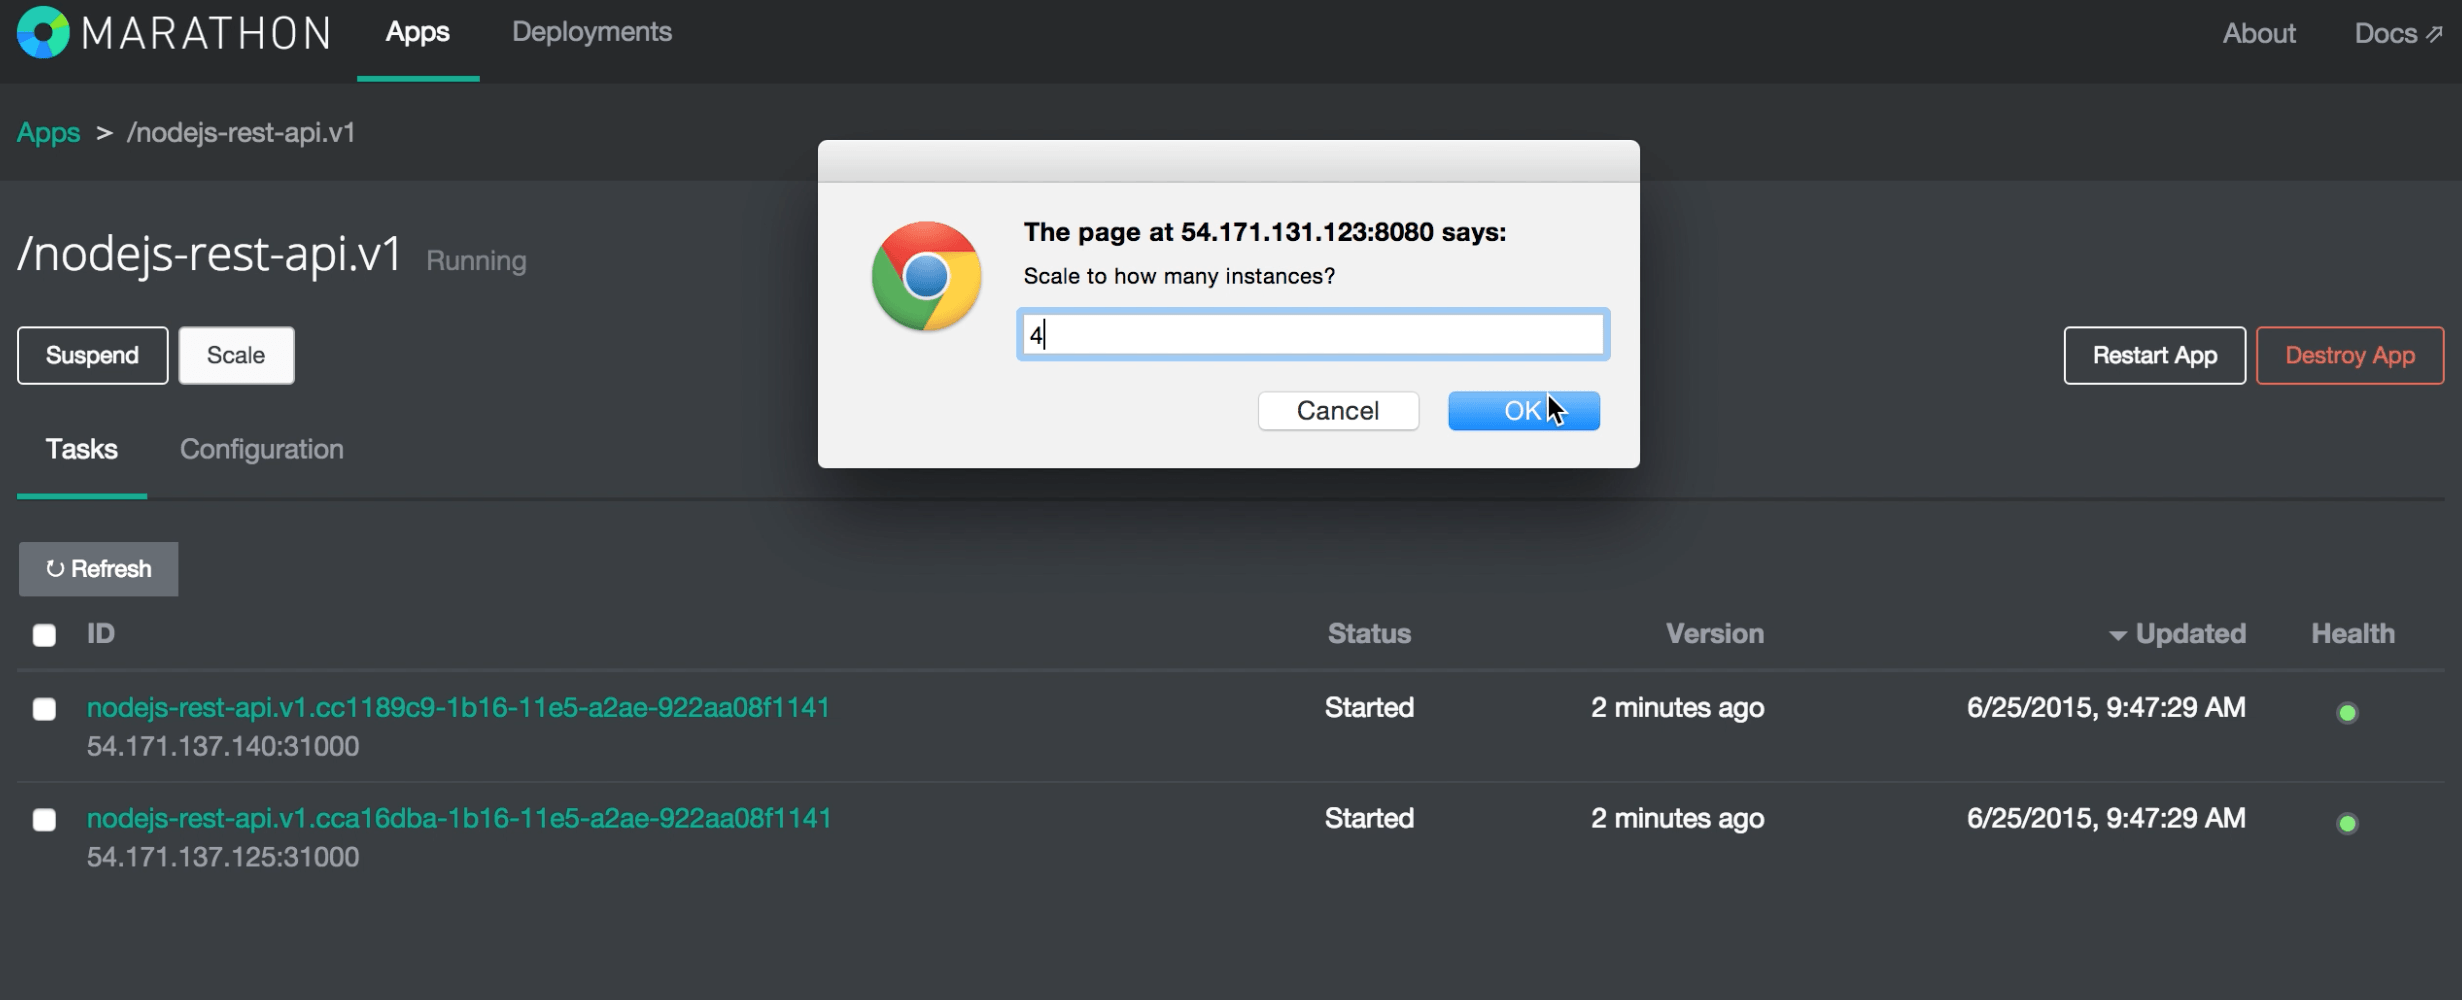 MARATHON Apps Deployments About Docs
Apps > /nodejs-rest-api.v1
The page at 54.171.131.123:8080 says:
Scale to how many instances?
4
Cancel OK
/nodejs-rest-api.v1 Running
Suspend Scale Restart App Destroy App
Tasks Configuration
Refresh
ID Status Version Updated Health
nodejs-rest-api.v1.cc1189c9-1b16-11e5-a2ae-922aa08f1141 Started 2 minutes ago 6/25/2015, 9:47:29 AM
54.171.137.140:31000
nodejs-rest-api.v1.cca16dba-1b16-11e5-a2ae-922aa08f1141 Started 2 minutes ago 6/25/2015, 9:47:29 AM
54.171.137.125:31000